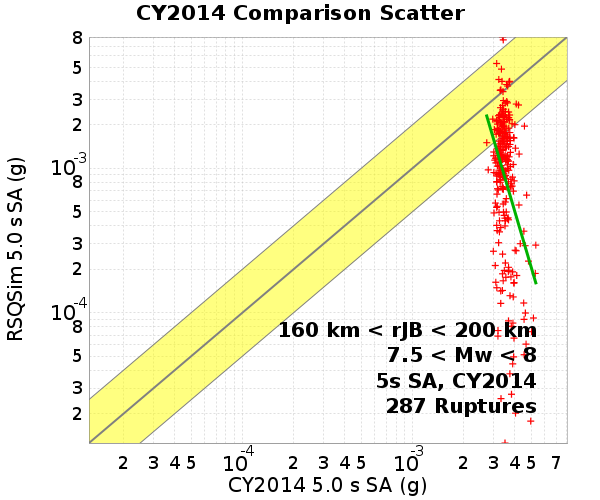 CY2014 Comparison Scatter
RSQSim 5.0 s SA (g)
8
5
3
2
10-3
8
5
3
2
10-4
8
5
3
2
160 km < rJB < 200 km
7.5 < Mw < 8
5s SA, CY2014
287 Ruptures
2 3 4 5 10-4 2 3 4 5 10-3 2 3 4 5 7
CY2014 5.0 s SA (g)